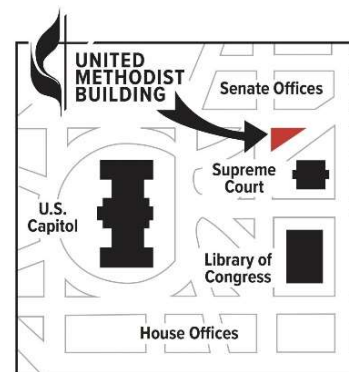 UNITED
METHODIST
BUILDING
Senate Offices
Supreme
Court
U.S.
Capitol
Library of
Congress
House Offices